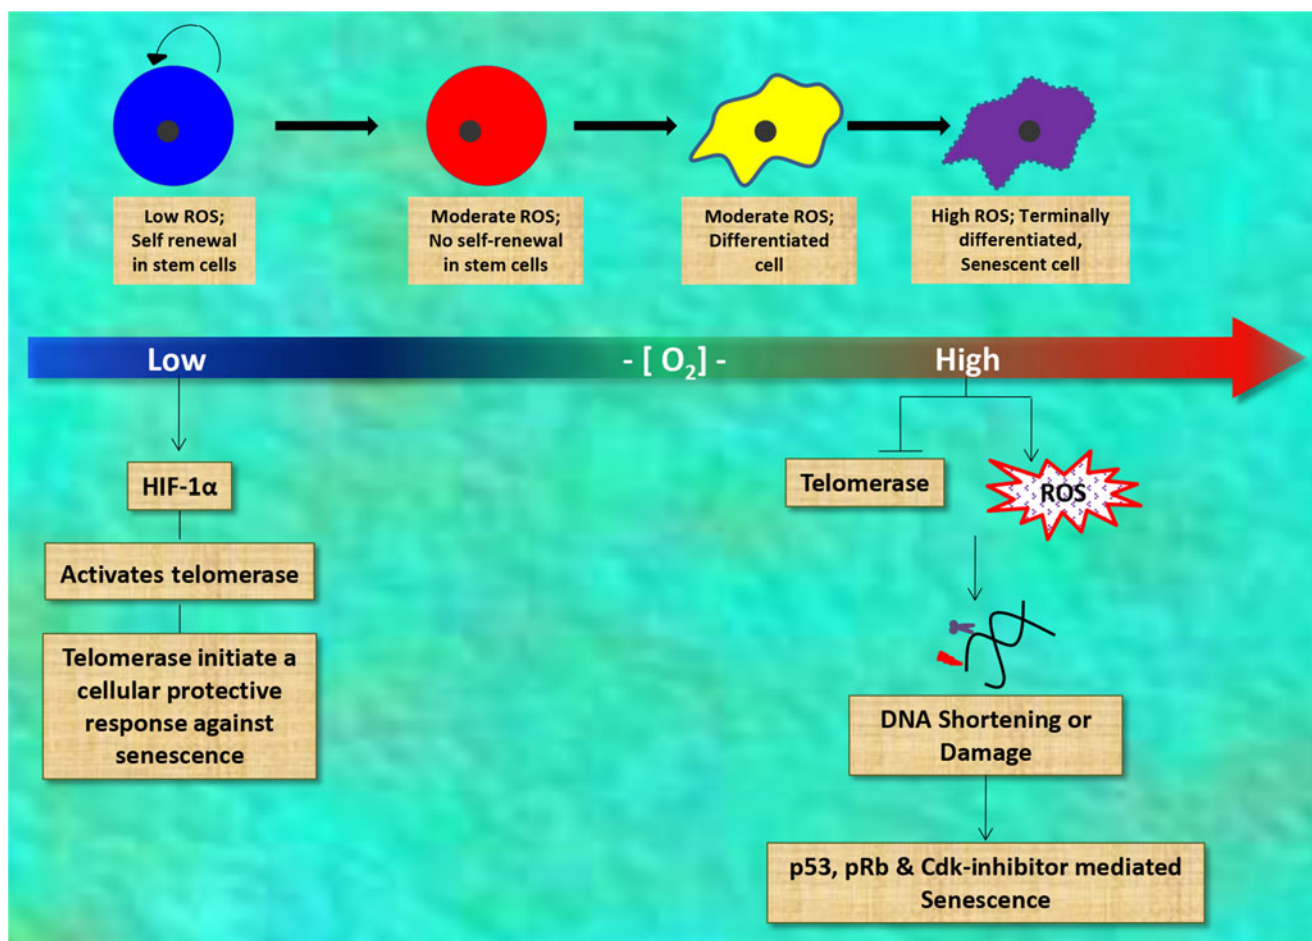 Low ROS;
Self renewal
in stem cells
Moderate ROS;
No self-renewal
in stem cells
Moderate ROS;
Differentiated
cell
High ROS; Terminally
differentiated,
Senescent cell
Low
- [ O₂] -
High
HIF-1α
Activates telomerase
Telomerase initiate a
cellular protective
response against
senescence
Telomerase
ROS
DNA Shortening or
Damage
p53, pRb & Cdk-inhibitor mediated
Senescence